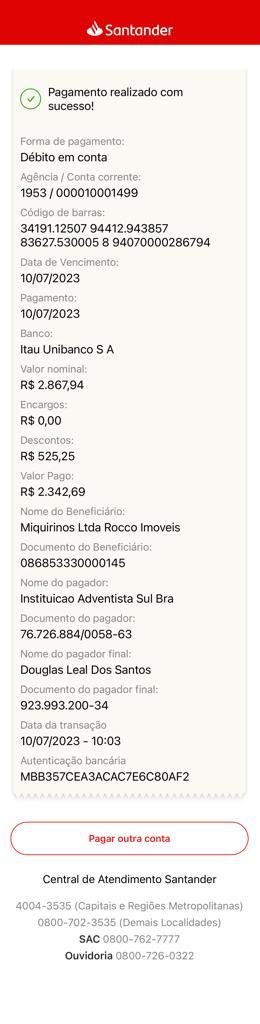 Santander
Pagamento realizado com
sucesso!
Forma de pagamento:
Débito em conta
Agência / Conta corrente:
1953 / 000010001499
Código de barras:
34191.12507 94412.943857
83627.530005 8 94070000286794
Data de Vencimento:
10/07/2023
Pagamento:
10/07/2023
Banco:
Itau Unibanco S A
Valor nominal:
R$ 2.867,94
Encargos:
R$ 0,00
Descontos:
R$ 525,25
Valor Pago:
R$ 2.342,69
Nome do Beneficiário:
Miquirinos Ltda Rocco Imoveis
Documento do Beneficiário:
086853330000145
Nome do pagador:
Instituicao Adventista Sul Bra
Documento do pagador:
76.726.884/0058-63
Nome do pagador final:
Douglas Leal Dos Santos
Documento do pagador final:
923.993.200-34
Data da transação
10/07/2023 - 10:03
Autenticação bancária
MBB357CEA3ACAC7E6C80AF2
Pagar outra conta
Central de Atendimento Santander
4004-3535 (Capitais e Regiões Metropolitanas)
0800-702-3535 (Demais Localidades)
SAC 0800-762-7777
Ouvidoria 0800-726-0322